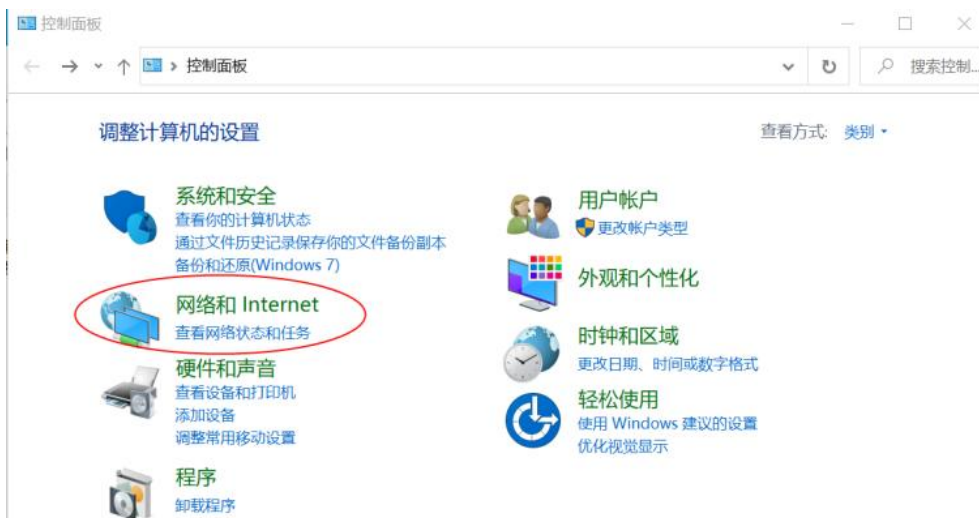 控制面板
控制面板
搜索控制...
调整计算机的设置
查看方式: 类别
系统和安全
查看你的计算机状态
通过文件历史记录保存你的文件备份副本
备份和还原(Windows 7)
网络和 Internet
查看网络状态和任务
硬件和声音
查看设备和打印机
添加设备
调整常用移动设置
程序
卸载程序
用户帐户
更改帐户类型
外观和个性化
时钟和区域
更改日期、时间或数字格式
轻松使用
使用 Windows 建议的设置
优化视觉显示